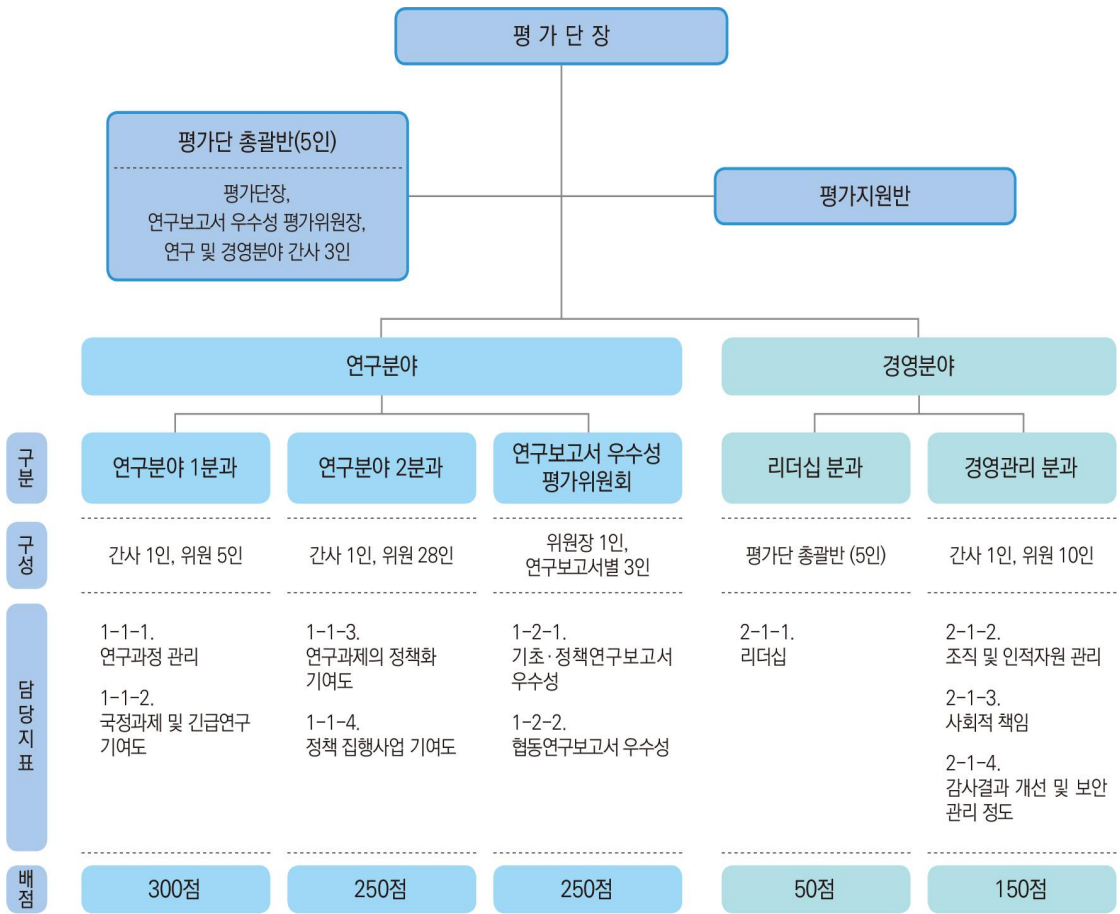 평가단장
평가단 총괄반(5인)
평가단장,
연구보고서 우수성 평가위원장,
연구 및 경영분야 간사 3인
평가지원반
연구분야
경영분야
구분
연구분야 1분과
연구분야 2분과
연구보고서 우수성
평가위원회
리더십 분과
경영관리 분과
구성
간사 1인, 위원 5인
간사 1인, 위원 28인
위원장 1인,
연구보고서별 3인
평가단 총괄반 (5인)
간사 1인, 위원 10인
담당지표
1-1-1.
연구과정 관리
1-1-2.
국정과제 및 긴급연구
기여도
1-1-3.
연구과제의 정책화
기여도
1-1-4.
정책 집행사업 기여도
1-2-1.
기초·정책연구보고서
우수성
1-2-2.
협동연구보고서 우수성
2-1-1.
리더십
2-1-2.
조직 및 인적자원 관리
2-1-3.
사회적 책임
2-1-4.
감사결과 개선 및 보안
관리 정도
배점
300점
250점
250점
50점
150점